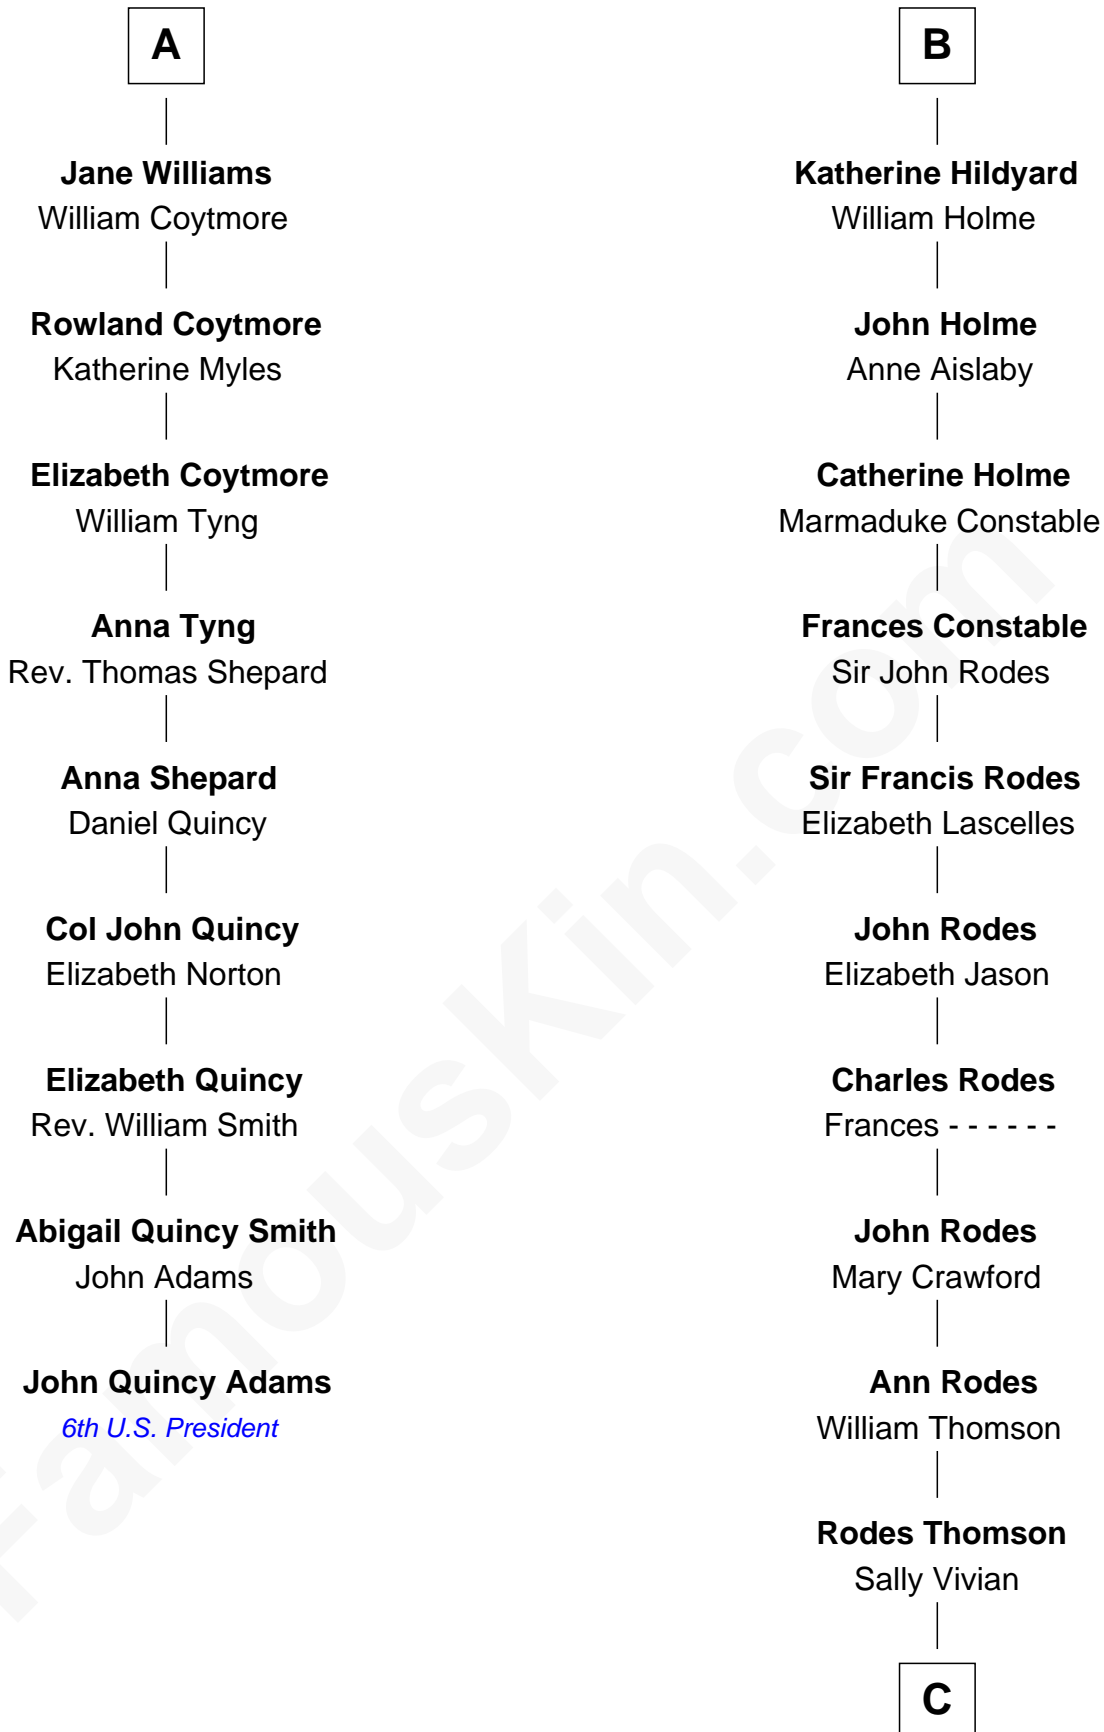 A
Jane Williams
William Coytmore
Rowland Coytmore
Katherine Myles
Elizabeth Coytmore
William Tyng
Anna Tyng
Rev. Thomas Shepard
Anna Shepard
Daniel Quincy
Col John Quincy
Elizabeth Norton
Elizabeth Quincy
Rev. William Smith
Abigail Quincy Smith
John Adams
John Quincy Adams
6th U.S. President
B
Katherine Hildyard
William Holme
John Holme
Anne Aislaby
Catherine Holme
Marmaduke Constable
Frances Constable
Sir John Rodes
Sir Francis Rodes
Elizabeth Lascelles
John Rodes
Elizabeth Jason
Charles Rodes
Frances - - - - - -
John Rodes
Mary Crawford
Ann Rodes
William Thomson
Rodes Thomson
Sally Vivian
C
FamousKin.com